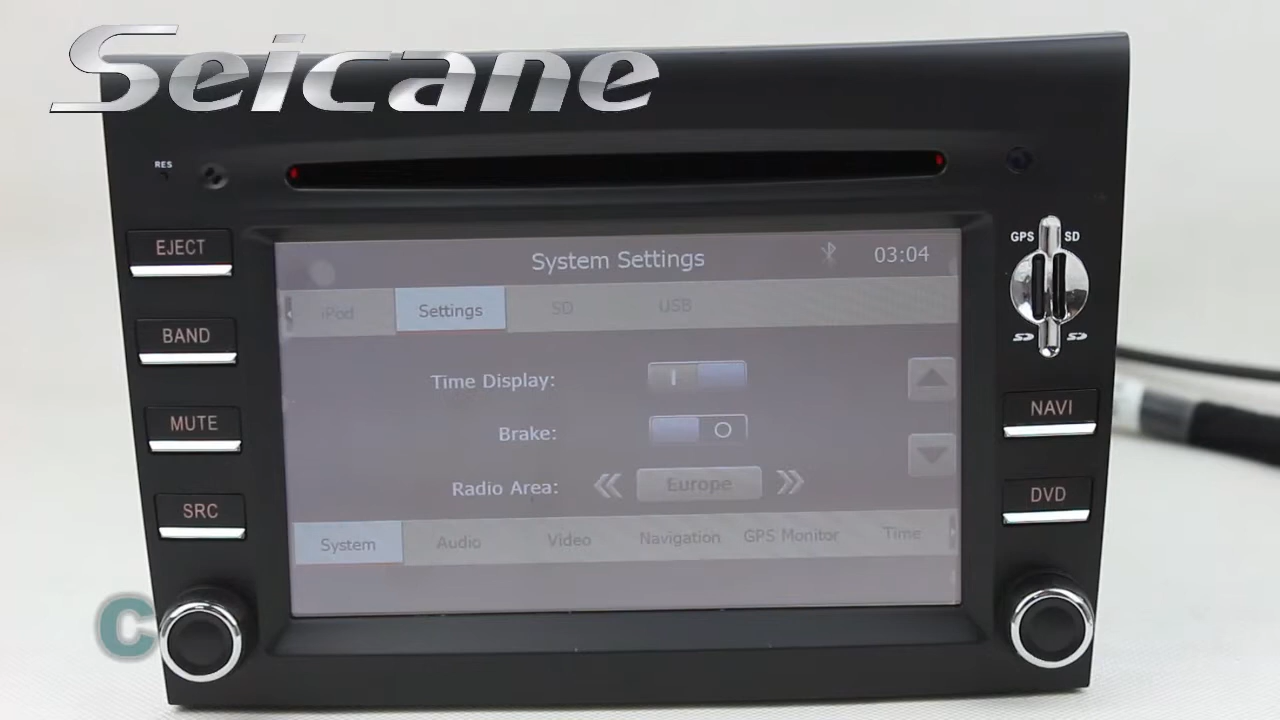 Seicane
RES
EJECT
BAND
MUTE
SRC
System Settings
03:04
iPod
Settings
SD
USB
Time Display:
I
Brake:
O
Radio Area:
Europe
System
Audio
Video
Navigation
GPS Monitor
Time
GPS
SD
NAVI
DVD
C